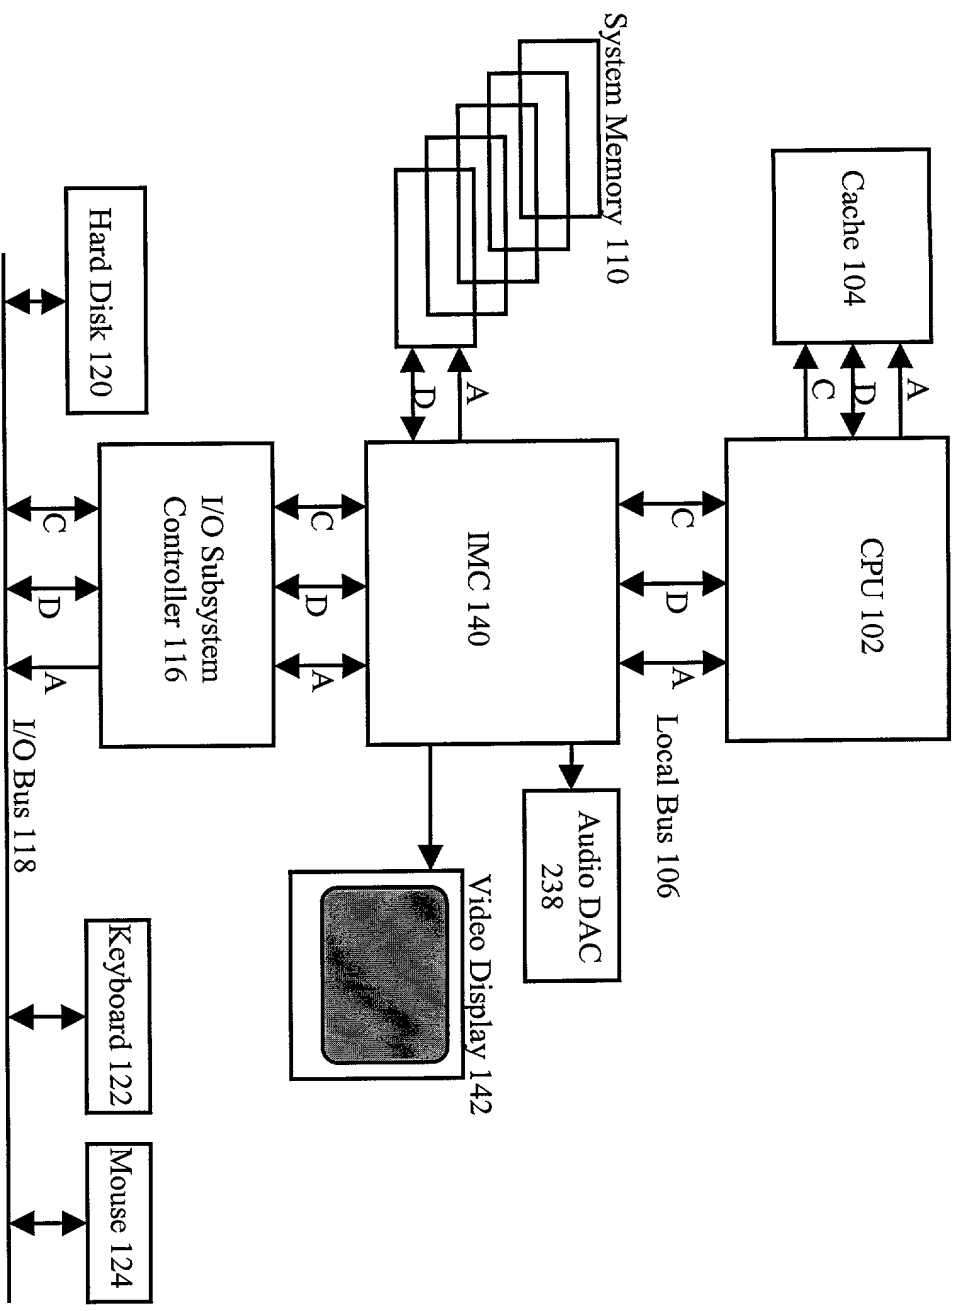 Cache 104
A
D
C
CPU 102
System Memory 110
C
D
A
Local Bus 106
A
D
IMC 140
Audio DAC
238
Video Display 142
C
D
A
Hard Disk 120
I/O Subsystem
Controller 116
C
D
A
I/O Bus 118
Keyboard 122
Mouse 124